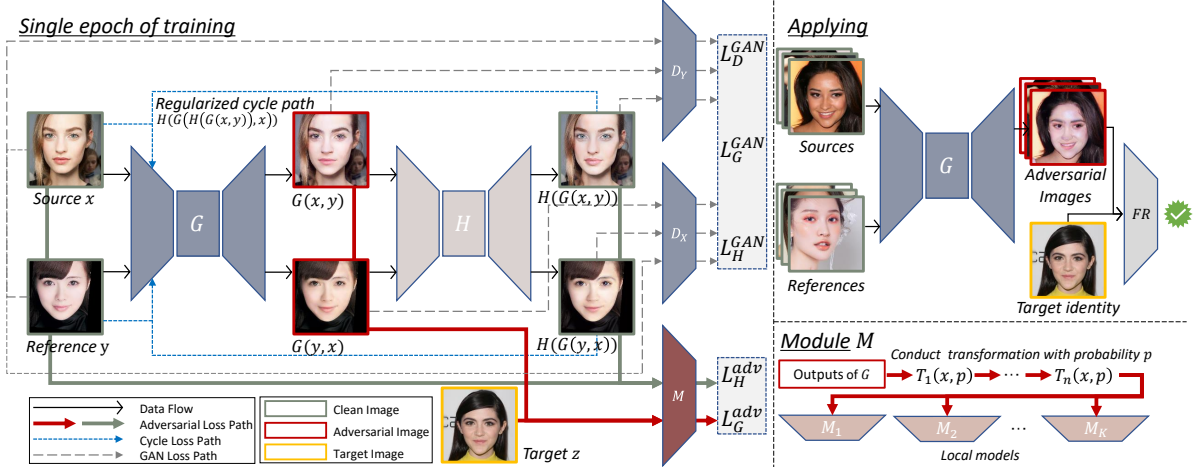 Single epoch of training
Regularized cycle path
H(G(H(G(x, y)), x))
Source x
G
G(x, y)
H
H(G(x, y))
Reference y
G(y, x)
H(G(y, x))
D_Y
D_X
L_D^{GAN}
L_G^{GAN}
L_H^{GAN}
M
L_H^{adv}
L_G^{adv}
Data Flow
Adversarial Loss Path
Cycle Loss Path
GAN Loss Path
Clean Image
Adversarial Image
Target Image
Target z
Applying
Sources
References
G
Adversarial
Images
FR
Target identity
Module M
Conduct transformation with probability p
Outputs of G
T_1(x, p)
...
T_n(x, p)
M_1
M_2
...
M_K
Local models